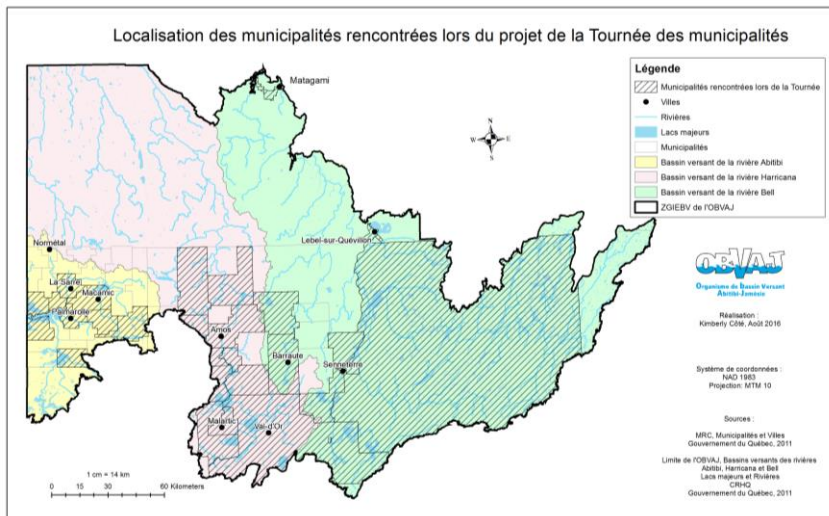 Localisation des municipalités rencontrées lors du projet de la Tournée des municipalités
Légende
Municipalités rencontrées lors de la Tournée
Villes
Rivières
Lacs majeurs
Municipalités
Bassin versant de la rivière Abitibi
Bassin versant de la rivière Harricana
Bassin versant de la rivière Bell
ZGIEBV de l'OBVAJ
Matagami
N
W E
S
Lebel-sur-Quévillon
Normétal
La Sarre
Macamic
Palmarolle
Amos
Barraute
Senneterre
Malartic
Val-d'Or
OBVAJ
Organisme de Bassin Versant
Abitibi-Jamésie
Réalisation :
Kimberly Côté, Août 2016
Système de coordonnées :
NAD 1983
Projection: MTM 10
Sources :
MRC, Municipalités et Villes
Gouvernement du Québec, 2011
Limite de l'OBVAJ, Bassins versants des rivières
Abitibi, Harricana et Bell
Lacs majeurs et Rivières
CRHQ
Gouvernement du Québec, 2011
1 cm = 14 km
0 15 30 60 Kilometers